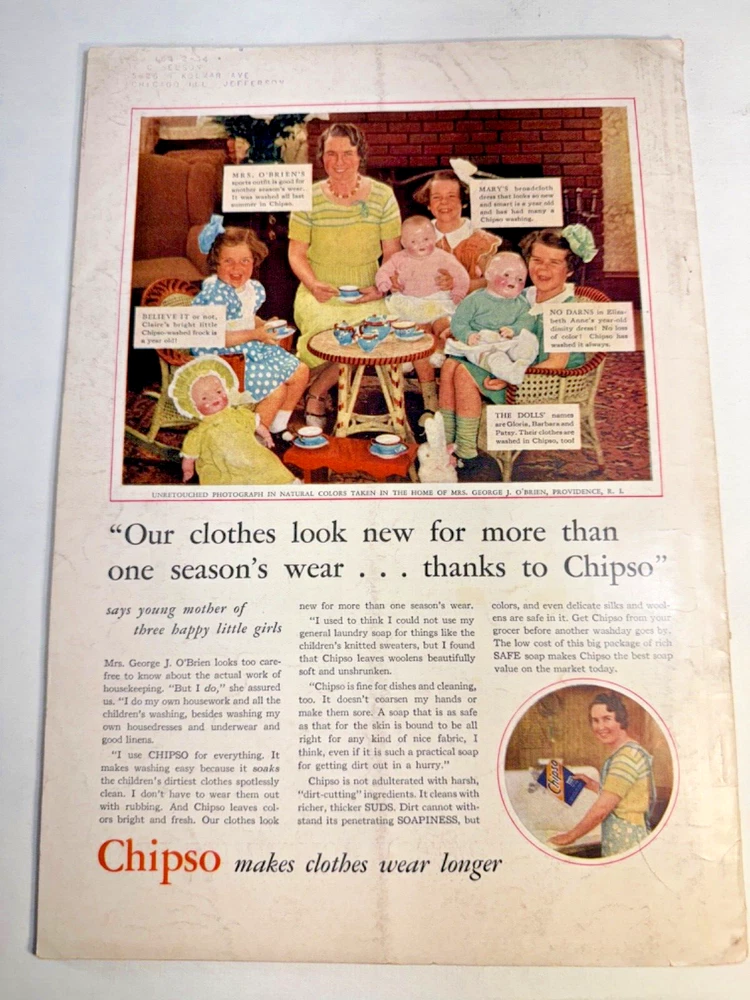 CHICAGO ILL JEFFERSON
MRS. O'BRIEN'S
sports outfit is good for
another season's wear.
It was washed all last
summer in Chipso.
MARY'S broadcloth
dress that looks so new
and smart is a year old
and has had many a
Chipso washing.
BELIEVE IT or not,
Claire's bright little
Chipso-washed frock is
a year old!
NO DARNS in Eliza-
beth Anne's year-old
dimity dress! No loss
of color! Chipso has
washed it always.
THE DOLLS' names
are Gloria, Barbara and
Patsy. Their clothes are
washed in Chipso, too!
UNRETOUCHED PHOTOGRAPH IN NATURAL COLORS TAKEN IN THE HOME OF MRS. GEORGE J. O'BRIEN, PROVIDENCE, R. I.
“Our clothes look new for more than
one season's wear . . . thanks to Chipso”
says young mother of
three happy little girls
Mrs. George J. O'Brien looks too care-
free to know about the actual work of
housekeeping. “But I do,” she assured
us. “I do my own housework and all the
children's washing, besides washing my
own housedresses and underwear and
good linens.
“I use CHIPSO for everything. It
makes washing easy because it soaks
the children's dirtiest clothes spotlessly
clean. I don't have to wear them out
with rubbing. And Chipso leaves col-
ors bright and fresh. Our clothes look
new for more than one season's wear.
“I used to think I could not use my
general laundry soap for things like the
children's knitted sweaters, but I found
that Chipso leaves woolens beautifully
soft and unshrunken.
“Chipso is fine for dishes and cleaning,
too. It doesn't coarsen my hands or
make them sore. A soap that is as safe
as that for the skin is bound to be all
right for any kind of nice fabric, I
think, even if it is such a practical soap
for getting dirt out in a hurry.”
Chipso is not adulterated with harsh,
“dirt-cutting” ingredients. It cleans with
richer, thicker SUDS. Dirt cannot with-
stand its penetrating SOAPINESS, but
colors, and even delicate silks and wool-
ens are safe in it. Get Chipso from your
grocer before another washday goes by.
The low cost of this big package of rich
SAFE soap makes Chipso the best soap
value on the market today.
Chipso
Chipso makes clothes wear longer